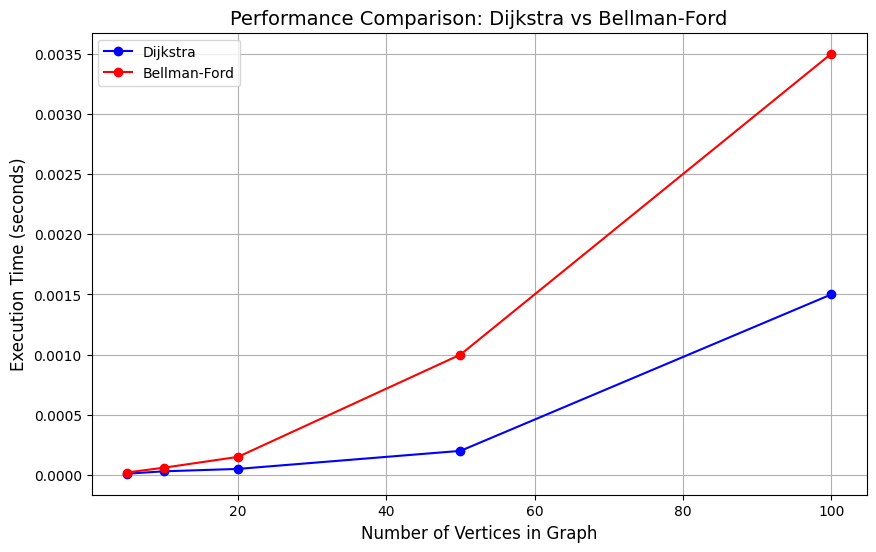 Performance Comparison: Dijkstra vs Bellman-Ford
Dijkstra
Bellman-Ford
Execution Time (seconds)
0.0035
0.0030
0.0025
0.0020
0.0015
0.0010
0.0005
0.0000
20
40
60
80
100
Number of Vertices in Graph